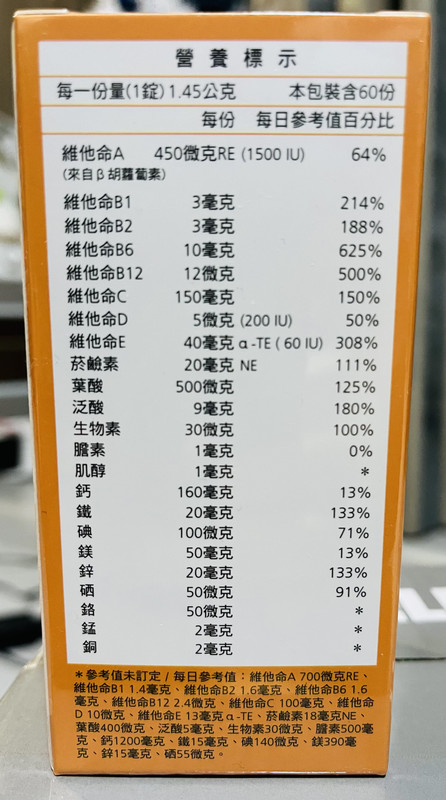 營養標示
每一份量(1錠) 1.45公克 本包裝含60份
每份 每日參考值百分比
維他命A 450微克RE (1500 IU) 64%
(來自β胡蘿蔔素)
維他命B1 3毫克 214%
維他命B2 3毫克 188%
維他命B6 10毫克 625%
維他命B12 12微克 500%
維他命C 150毫克 150%
維他命D 5微克 (200 IU) 50%
維他命E 40毫克 α-TE ( 60 IU) 308%
菸鹼素 20毫克 NE 111%
葉酸 500微克 125%
泛酸 9毫克 180%
生物素 30微克 100%
膽素 1毫克 0%
肌醇 1毫克 *
鈣 160毫克 13%
鐵 20毫克 133%
碘 100微克 71%
鎂 50毫克 13%
鋅 20毫克 133%
硒 50微克 91%
鉻 50微克 *
錳 2毫克 *
銅 2毫克 *
*參考值未訂定 / 每日參考值：維他命A 700微克RE、
維他命B1 1.4毫克、維他命B2 1.6毫克、維他命B6 1.6
毫克、維他命B12 2.4微克、維他命C 100毫克、維他命
D 10微克、維他命E 13毫克α-TE、菸鹼素18毫克NE、
葉酸400微克、泛酸5毫克、生物素30微克、膽素500毫
克、鈣1200毫克、鐵15毫克、碘140微克、鎂390毫
克、鋅15毫克、硒55微克。